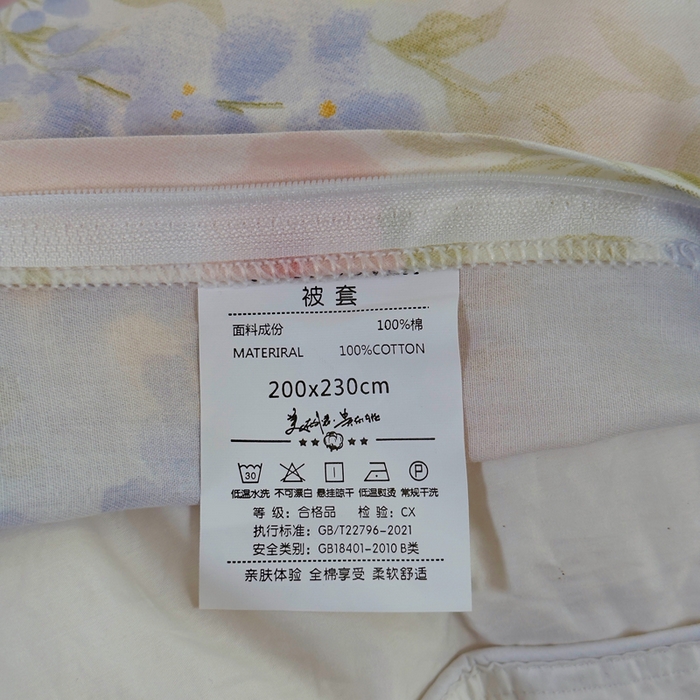 被套
面料成份 100%棉
MATERIRAL 100%COTTON
200x230cm
30 P
低温水洗 不可漂白 悬挂晾干 低温熨烫 常规干洗
等 级: 合格品 检 验: CX
执行标准: GB/T22796-2021
安全类别: GB18401-2010 B类
亲肤体验 全棉享受 柔软舒适